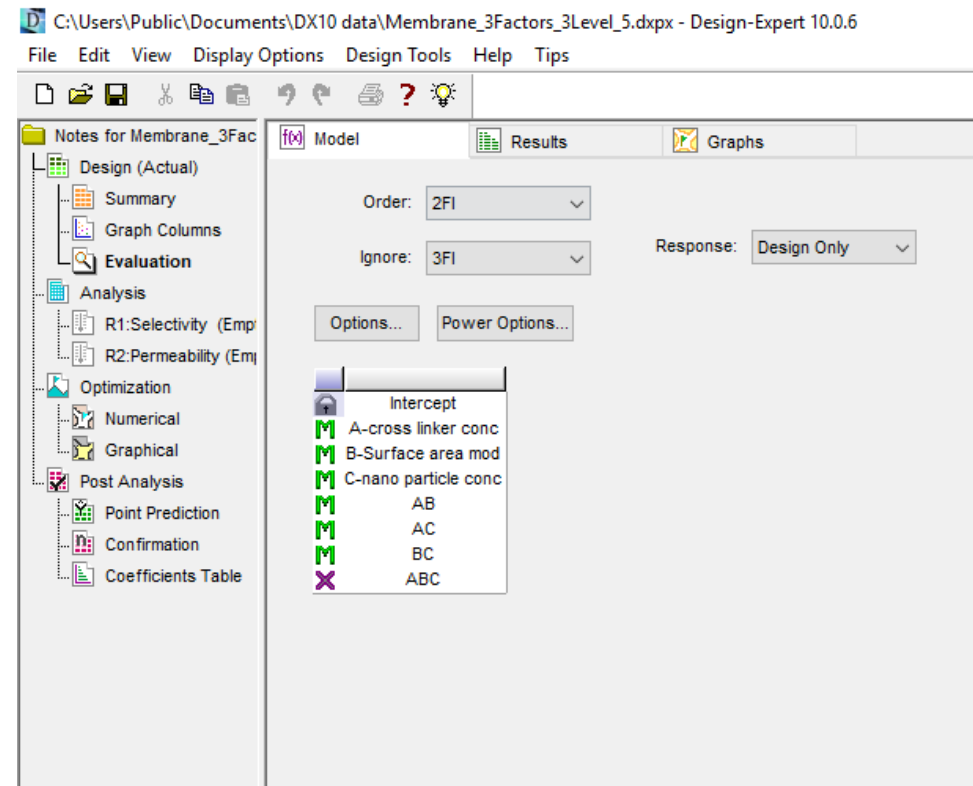 C:\Users\Public\Documents\DX10 data\Membrane_3Factors_3Level_5.dxpx - Design-Expert 10.0.6
File Edit View Display Options Design Tools Help Tips
Notes for Membrane_3Fac
Design (Actual)
Summary
Graph Columns
Evaluation
Analysis
R1:Selectivity (Emp
R2:Permeability (Em
Optimization
Numerical
Graphical
Post Analysis
Point Prediction
Confirmation
Coefficients Table
f(x) Model Results Graphs
Order: 2FI
Ignore: 3FI
Response: Design Only
Options... Power Options...
Intercept
M A-cross linker conc
M B-Surface area mod
M C-nano particle conc
M AB
M AC
M BC
ABC